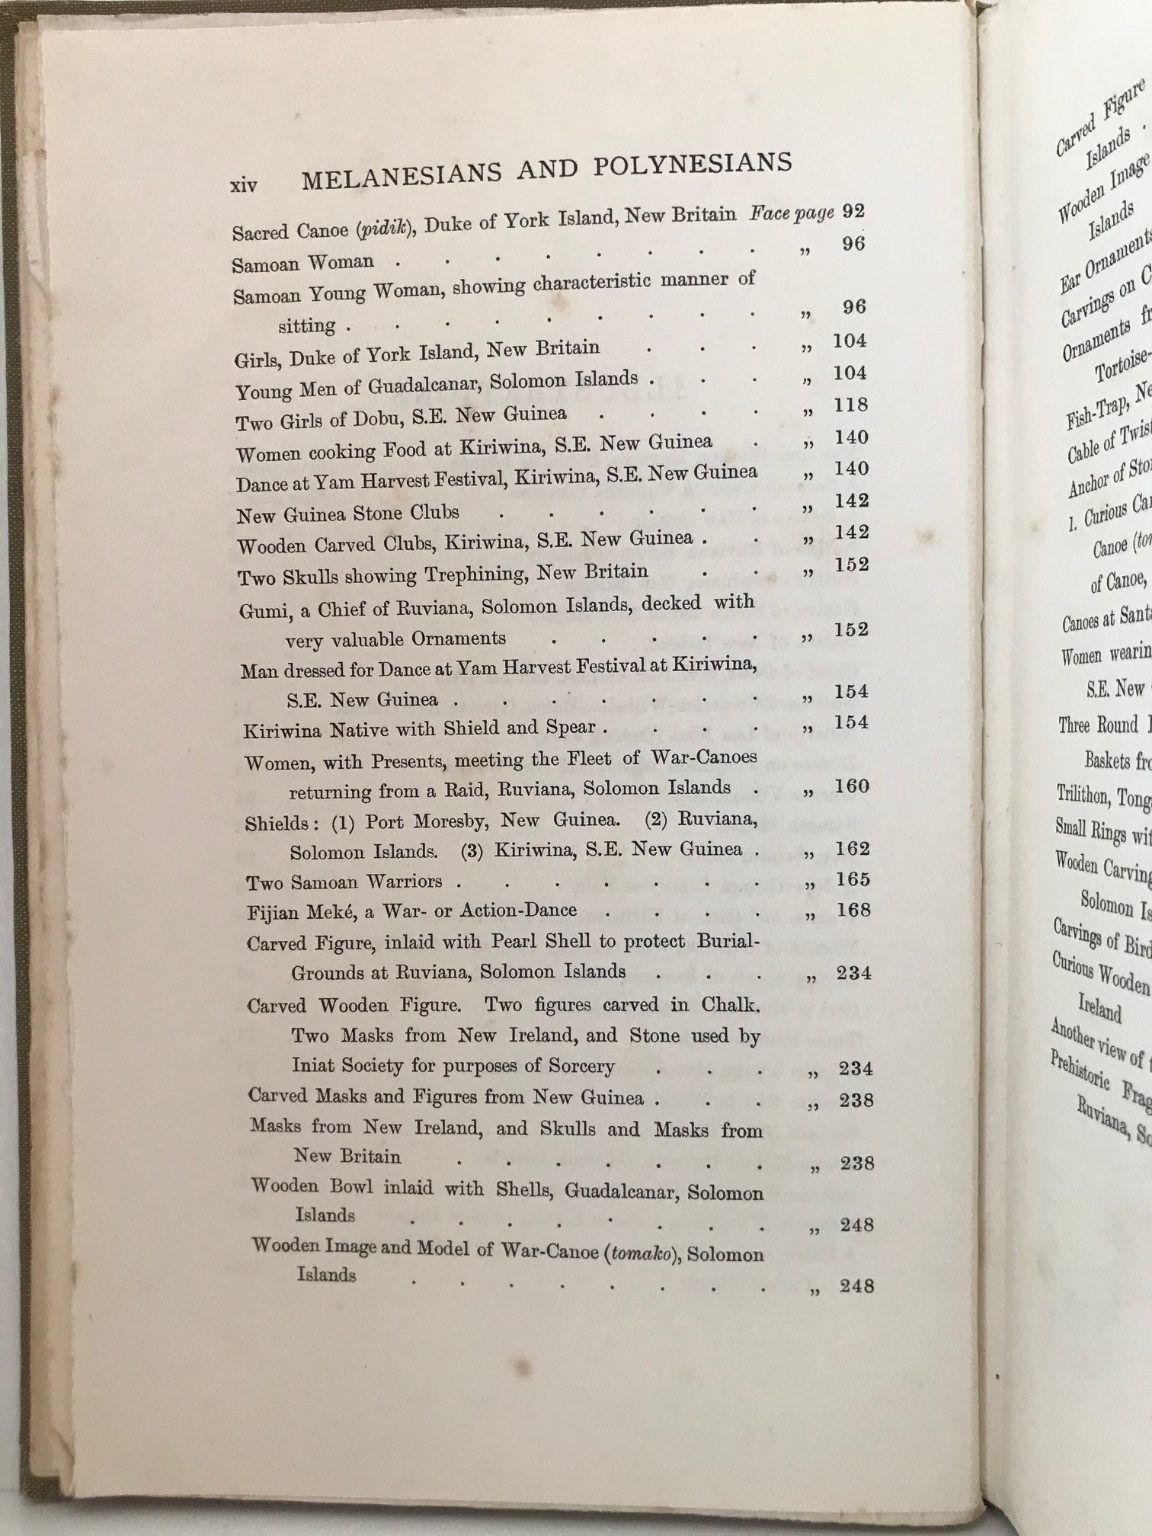 xiv MELANESIANS AND POLYNESIANS
Sacred Canoe (pidik), Duke of York Island, New Britain Face page 92
Samoan Woman . . . . . . . . „ 96
Samoan Young Woman, showing characteristic manner of
sitting . . . . . . . . . „ 96
Girls, Duke of York Island, New Britain . . . „ 104
Young Men of Guadalcanar, Solomon Islands . . . „ 104
Two Girls of Dobu, S.E. New Guinea . . . . „ 118
Women cooking Food at Kiriwina, S.E. New Guinea . „ 140
Dance at Yam Harvest Festival, Kiriwina, S.E. New Guinea „ 140
New Guinea Stone Clubs . . . . . . „ 142
Wooden Carved Clubs, Kiriwina, S.E. New Guinea . . „ 142
Two Skulls showing Trephining, New Britain . . „ 152
Gumi, a Chief of Ruviana, Solomon Islands, decked with
very valuable Ornaments . . . . . „ 152
Man dressed for Dance at Yam Harvest Festival at Kiriwina,
S.E. New Guinea . . . . . . . „ 154
Kiriwina Native with Shield and Spear . . . . „ 154
Women, with Presents, meeting the Fleet of War-Canoes
returning from a Raid, Ruviana, Solomon Islands . „ 160
Shields: (1) Port Moresby, New Guinea. (2) Ruviana,
Solomon Islands. (3) Kiriwina, S.E. New Guinea . „ 162
Two Samoan Warriors . . . . . . . „ 165
Fijian Meké, a War- or Action-Dance . . . . „ 168
Carved Figure, inlaid with Pearl Shell to protect Burial-
Grounds at Ruviana, Solomon Islands . . . „ 234
Carved Wooden Figure. Two figures carved in Chalk.
Two Masks from New Ireland, and Stone used by
Iniat Society for purposes of Sorcery . . . „ 234
Carved Masks and Figures from New Guinea . . . „ 238
Masks from New Ireland, and Skulls and Masks from
New Britain . . . . . . . „ 238
Wooden Bowl inlaid with Shells, Guadalcanar, Solomon
Islands . . . . . . . . „ 248
Wooden Image and Model of War-Canoe (tomako), Solomon
Islands . . . . . . . . „ 248
Carved Figure
Islands .
Wooden Image
Islands
Ear Ornaments
Carvings on
Ornaments
Tortoise-
Fish-Trap,
Cable of
Anchor of
1. Curious
Canoe
of Canoe,
Canoes at
Women
S.E. New
Three Round
Baskets
Trilithon,
Small Rings
Wooden
Solomon
Carvings of
Curious Wooden
Ireland
Another view of
Prehistoric
Ruviana,